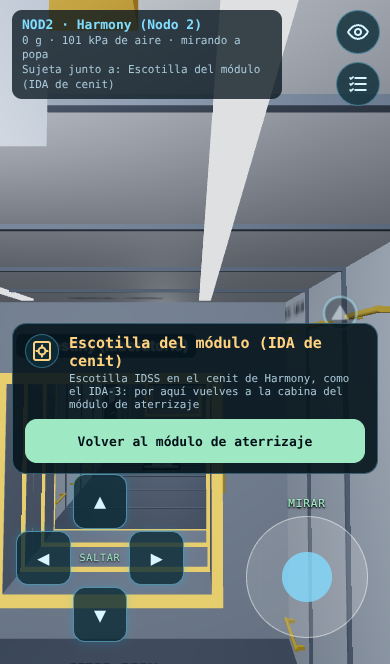 NOD2 · Harmony (Nodo 2)
0 g · 101 kPa de aire · mirando a
popa
Sujeta junto a: Escotilla del módulo
(IDA de cenit)
Escotilla del módulo (IDA de
cenit)
Escotilla IDSS en el cenit de Harmony, como
el IDA-3: por aquí vuelves a la cabina del
módulo de aterrizaje
Volver al módulo de aterrizaje
SALTAR
MIRAR